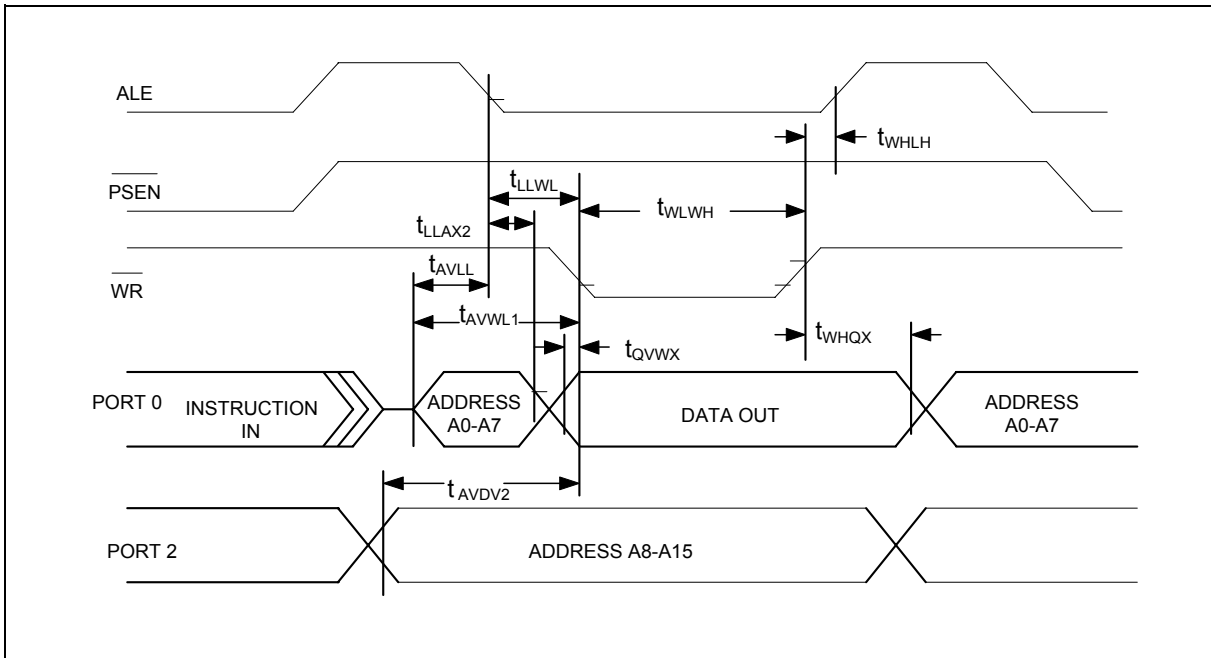 ALE
tWHLH
PSEN
tLLWL
tWLWH
tLLAX2
tAVLL
WR
tAVWL1
tWHQX
tQVWX
PORT 0
INSTRUCTION
IN
ADDRESS
A0-A7
DATA OUT
ADDRESS
A0-A7
t AVDV2
PORT 2
ADDRESS A8-A15